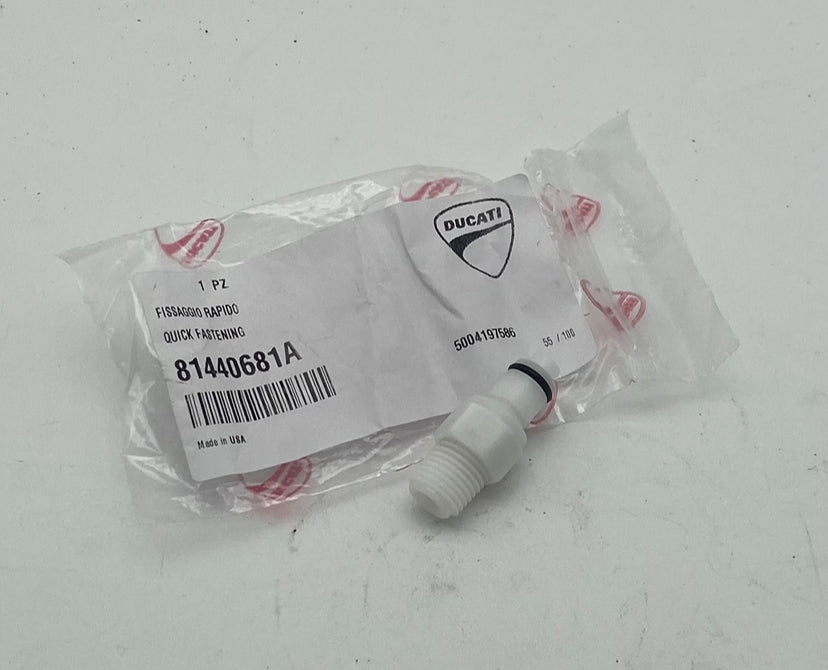 DUCATI
1 PZ
FISSAGGIO RAPIDO
QUICK FASTENING
81440681A
5004197586
55 / 100
Made in USA